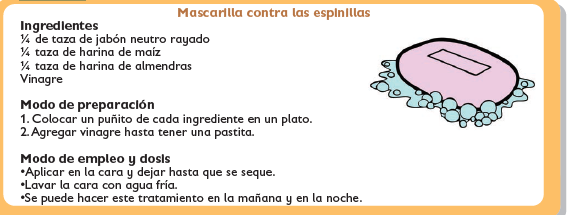 Mascarilla contra las espinillas
Ingredientes
¼ de taza de jabón neutro rayado
¼ taza de harina de maíz
¼ taza de harina de almendras
Vinagre
Modo de preparación
1. Colocar un puñito de cada ingrediente en un plato.
2. Agregar vinagre hasta tener una pastita.
Modo de empleo y dosis
•Aplicar en la cara y dejar hasta que se seque.
•Lavar la cara con agua fría.
•Se puede hacer este tratamiento en la mañana y en la noche.